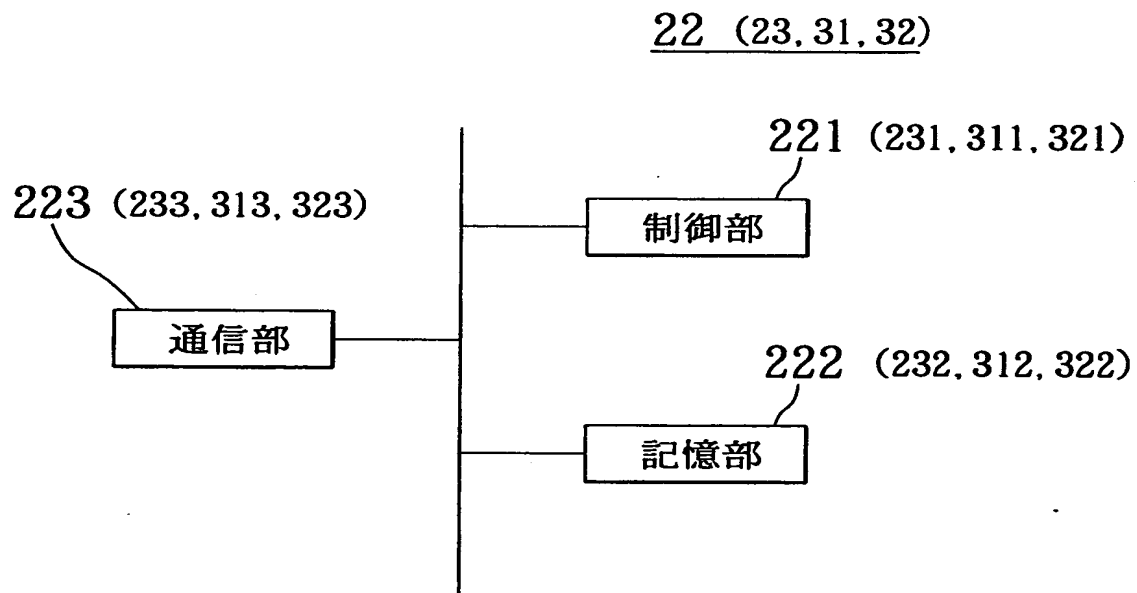 22 (23, 31, 32)
221 (231, 311, 321)
制御部
223 (233, 313, 323)
通信部
222 (232, 312, 322)
記憶部